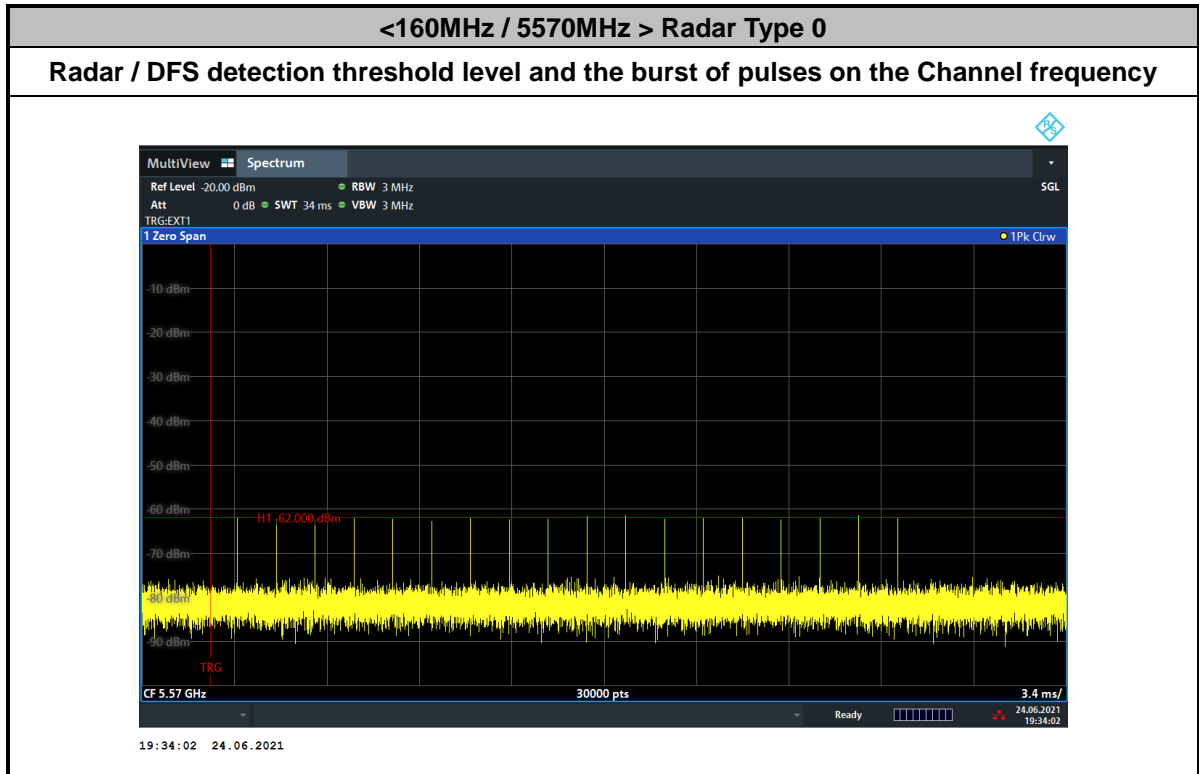 <160MHz / 5570MHz > Radar Type 0
Radar / DFS detection threshold level and the burst of pulses on the Channel frequency
R&S
MultiView Spectrum
Ref Level -20.00 dBm RBW 3 MHz SGL
Att 0 dB SWT 34 ms VBW 3 MHz
TRG:EXT1
1 Zero Span 1Pk Clrw
-10 dBm
-20 dBm
-30 dBm
-40 dBm
-50 dBm
-60 dBm
H1 -62.000 dBm
-70 dBm
-80 dBm
-90 dBm
TRG
CF 5.57 GHz 30000 pts 3.4 ms/
Ready 24.06.2021
19:34:02
19:34:02 24.06.2021